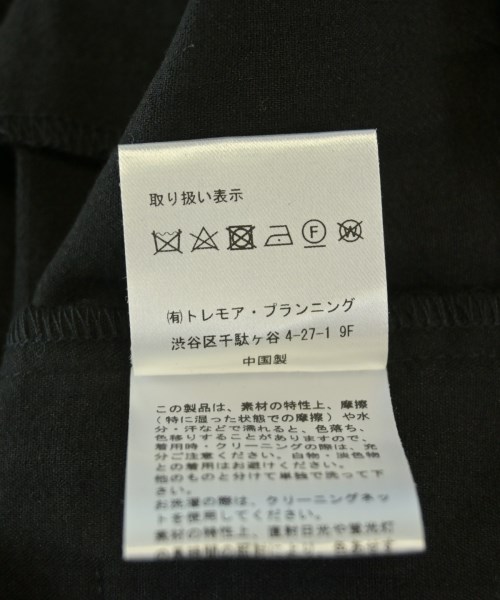 取り扱い表示
F W
㈲トレモア・プランニング
渋谷区千駄ヶ谷 4-27-1 9F
中国製
この製品は、素材の特性上、摩擦
(特に湿った状態での摩擦)や水
分・汗などで濡れると、色落ち、
色移りすることがありますので、
着用時・クリーニングの際は、充
分ご注意ください。白物・淡色物
との着用はお避けください。
他のものと分けて単独で洗って下
さい。
お洗濯の際は、クリーニングネッ
トを使用してください。
素材の特性上、直射日光や蛍光灯